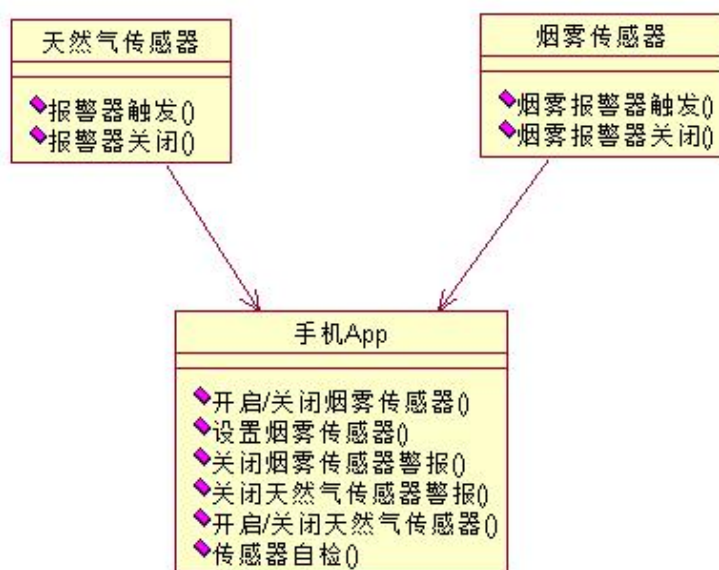 天然气传感器
报警器触发()
报警器关闭()
烟雾传感器
烟雾报警器触发()
烟雾报警器关闭()
手机App
开启/关闭烟雾传感器()
设置烟雾传感器()
关闭烟雾传感器警报()
关闭天然气传感器警报()
开启/关闭天然气传感器()
传感器自检()